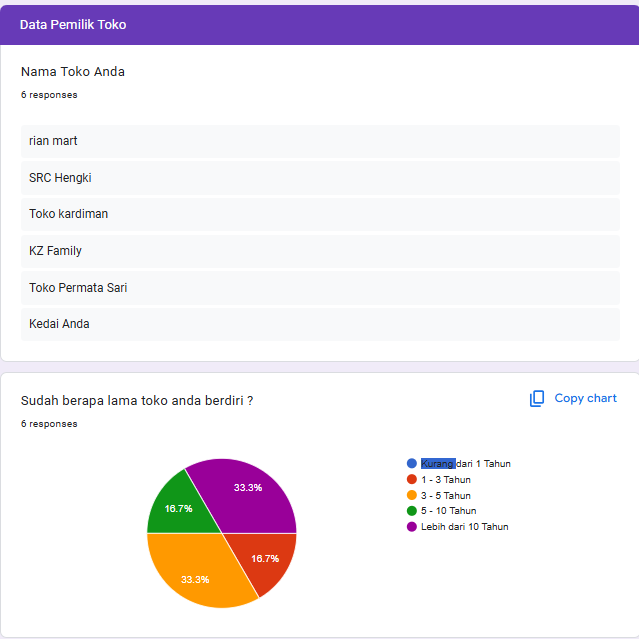 Data Pemilik Toko
Nama Toko Anda
6 responses
rian mart
SRC Hengki
Toko kardiman
KZ Family
Toko Permata Sari
Kedai Anda
Sudah berapa lama toko anda berdiri ?
Copy chart
6 responses
Kurang dari 1 Tahun
1 - 3 Tahun
3 - 5 Tahun
5 - 10 Tahun
Lebih dari 10 Tahun
33.3%
16.7%
16.7%
33.3%